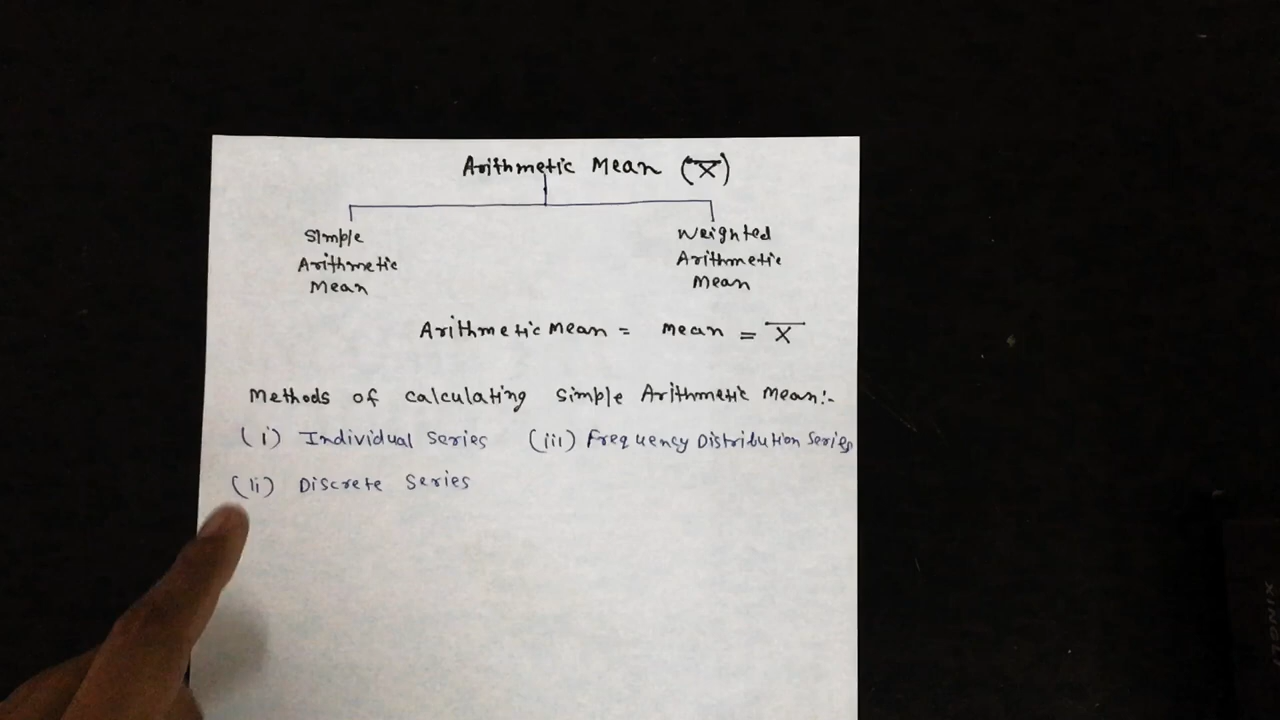 Arithmetic Mean (X̅)
Simple Arithmetic Mean
Weighted Arithmetic Mean
Arithmetic Mean = Mean = X̅
Methods of calculating Simple Arithmetic Mean:-
(i) Individual Series (iii) Frequency Distribution Series
(ii) Discrete Series